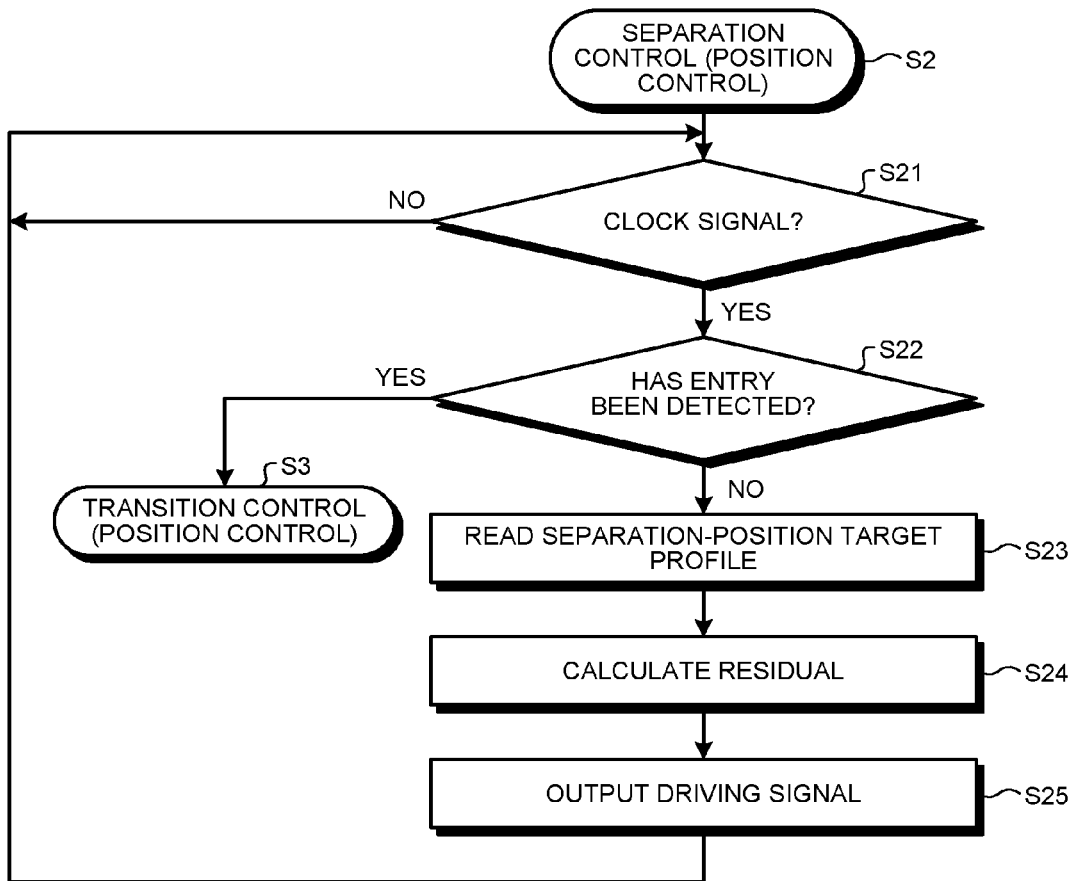 SEPARATION
CONTROL (POSITION
CONTROL)
S2
S21
NO
CLOCK SIGNAL?
YES
S22
YES
HAS ENTRY
BEEN DETECTED?
S3
NO
TRANSITION CONTROL
(POSITION CONTROL)
READ SEPARATION-POSITION TARGET
PROFILE
S23
CALCULATE RESIDUAL
S24
OUTPUT DRIVING SIGNAL
S25